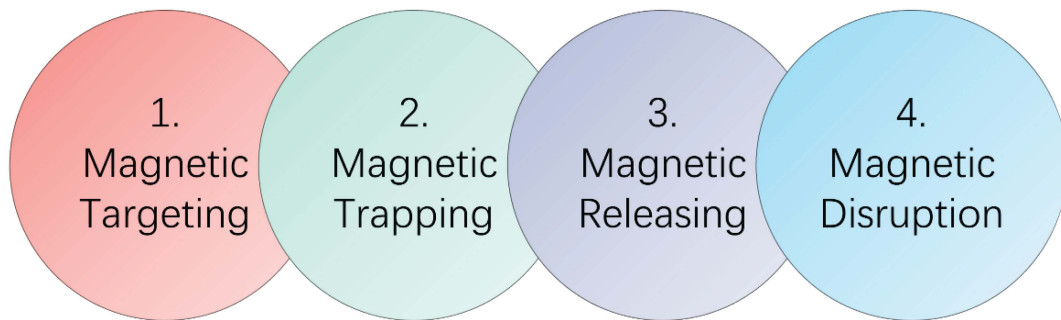 1.
Magnetic
Targeting
2.
Magnetic
Trapping
3.
Magnetic
Releasing
4.
Magnetic
Disruption